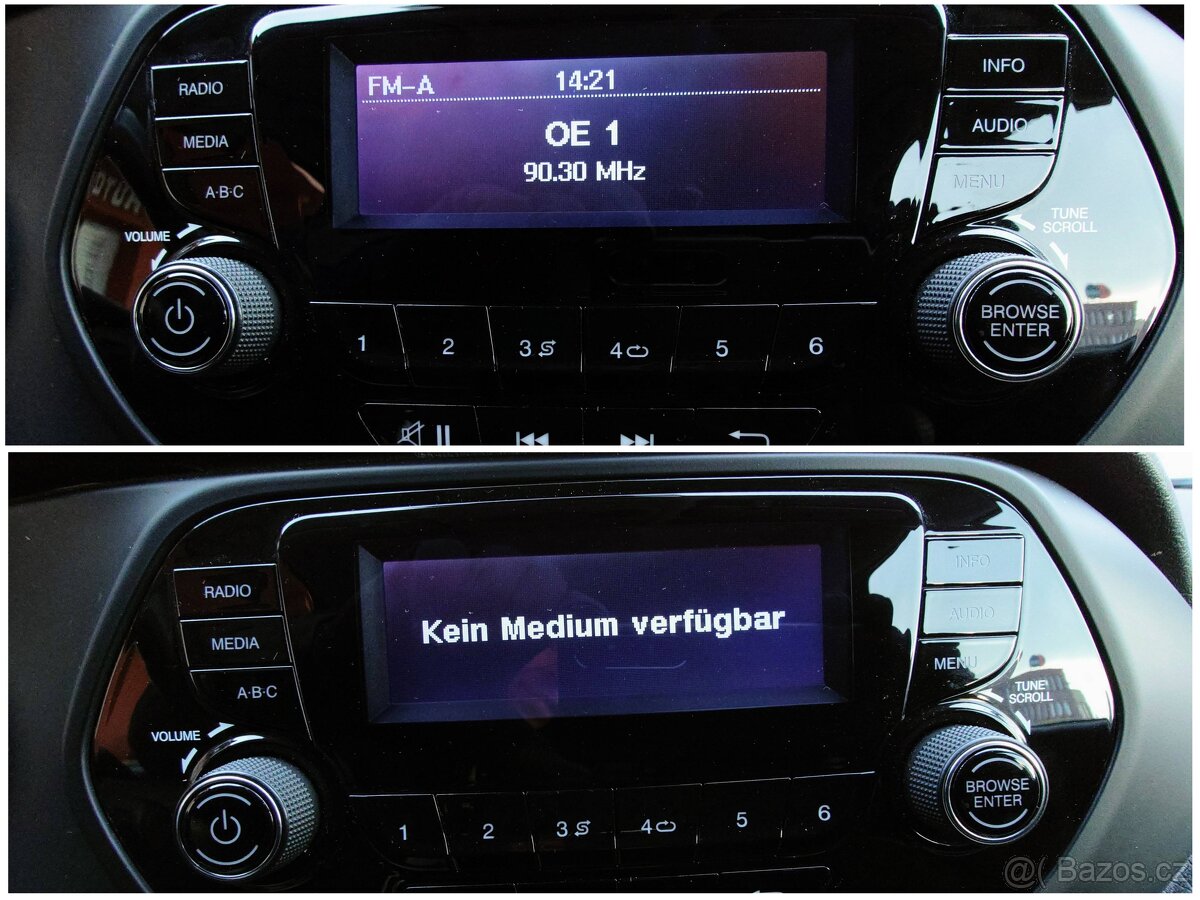 FM-A 14:21
OE 1
90.30 MHz
RADIO
MEDIA
A·B·C
VOLUME
INFO
AUDIO
MENU
TUNE
SCROLL
BROWSE
ENTER
1 2 3 4 5 6
Kein Medium verfügbar
RADIO
MEDIA
A·B·C
VOLUME
INFO
AUDIO
MENU
TUNE
SCROLL
BROWSE
ENTER
1 2 3 4 5 6
Bazos.cz